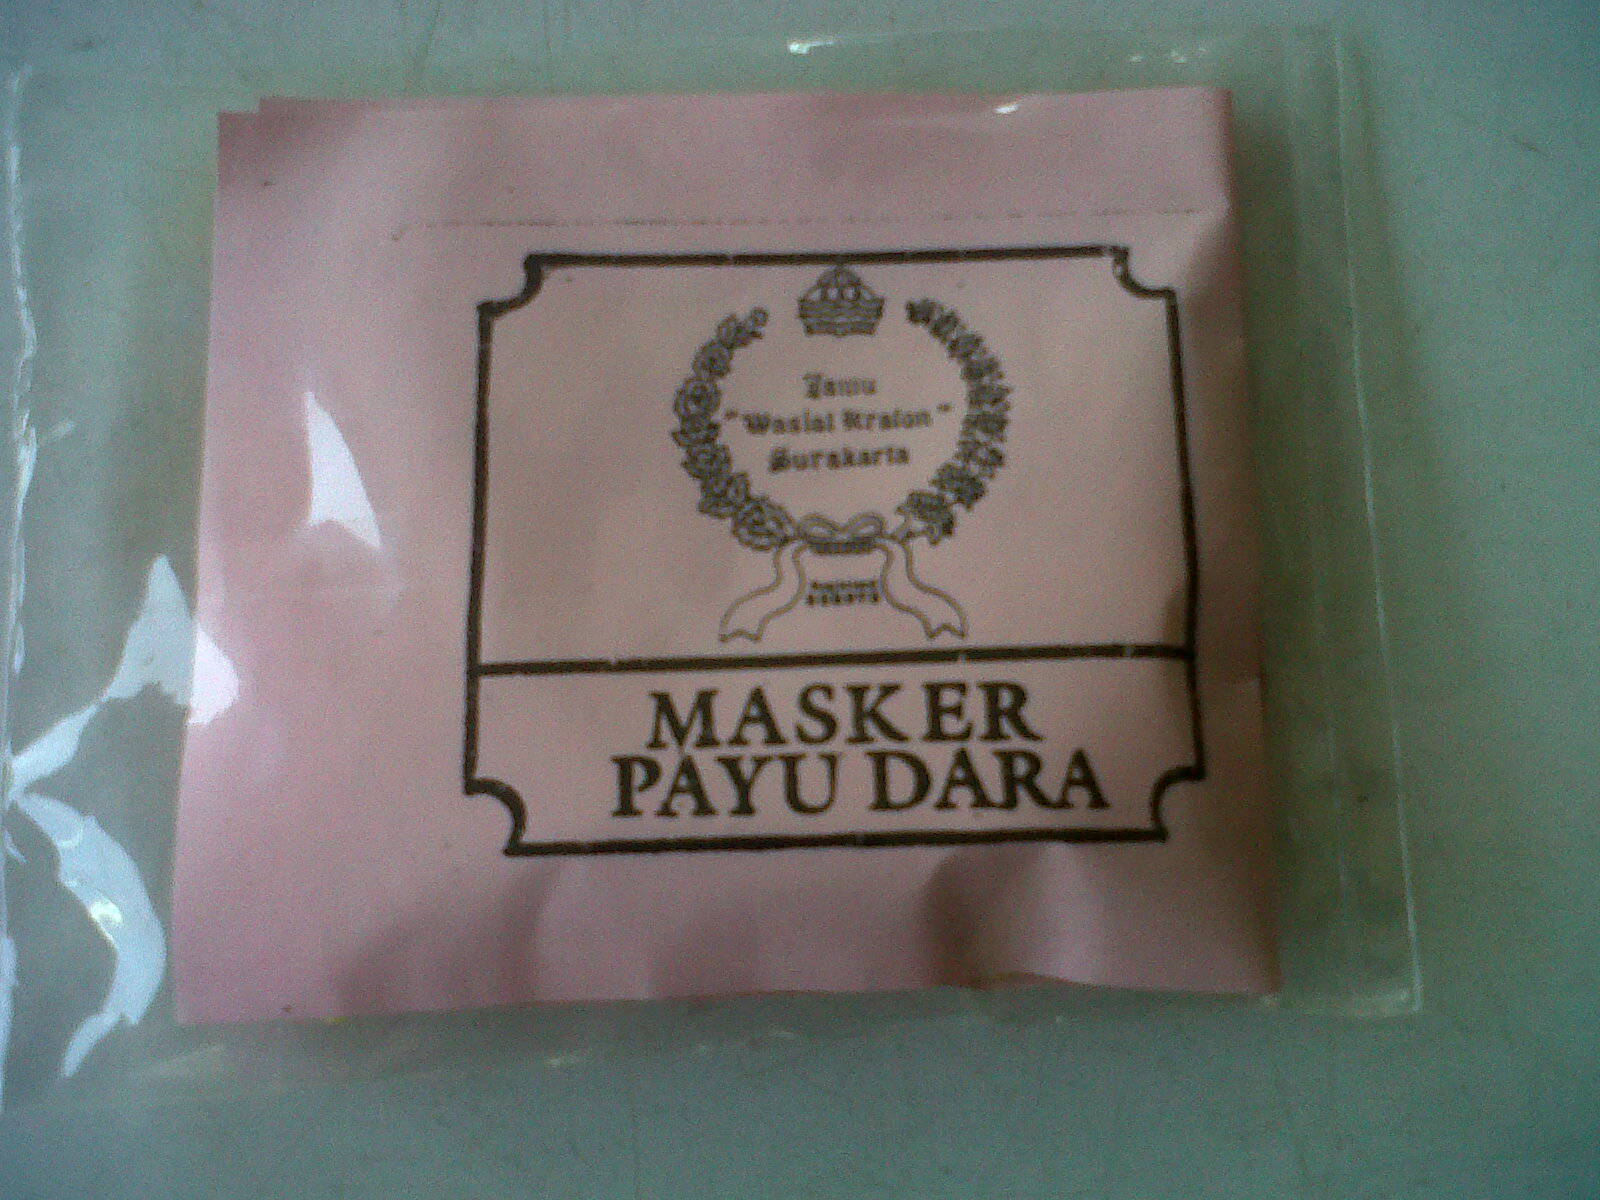 Jamu
"Wasiat Kraton"
Surakarta
MASKER
PAYU DARA